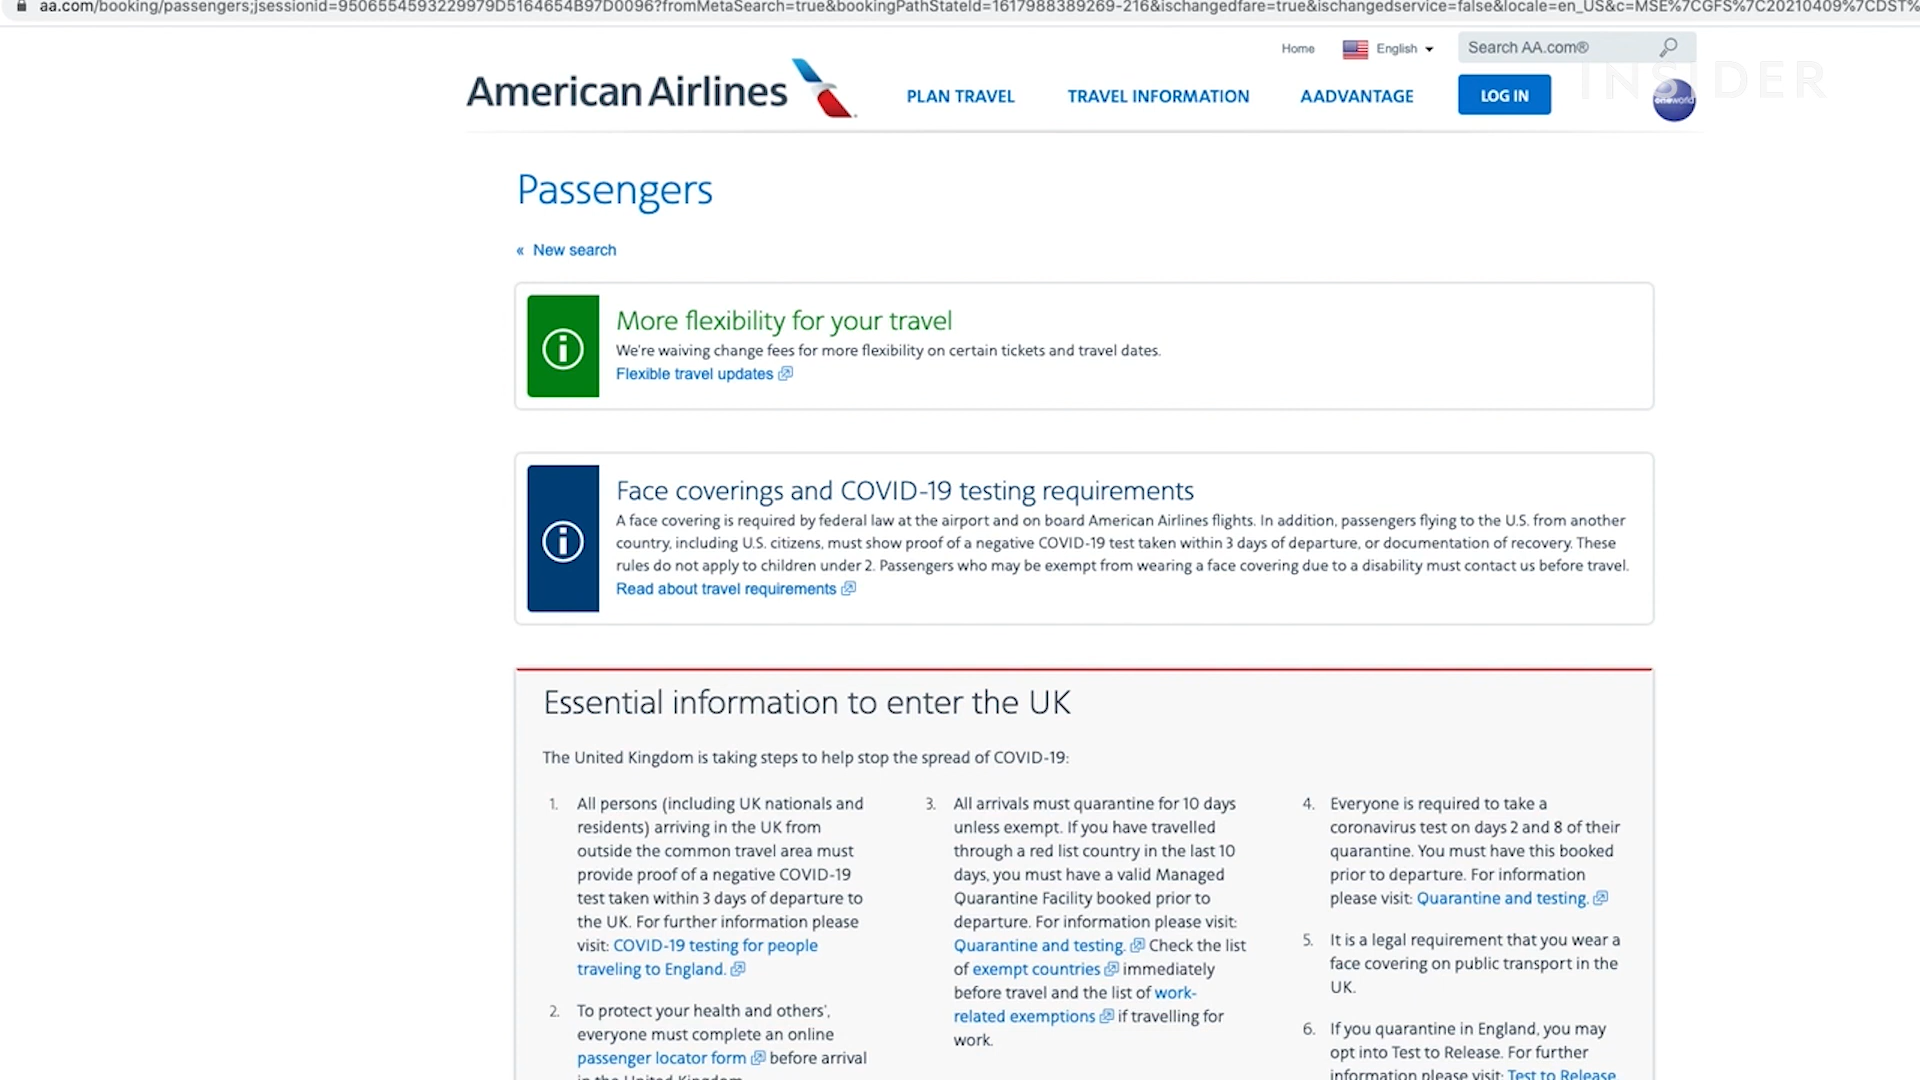 aa.com/booking/passengers;jsessionid=9506554593229979D5164654B97D0096?fromMetaSearch=true&bookingPathStateId=1617988389269-216&ischangedfare=true&ischangedservice=false&locale=en_US&c=MSE%7CGFS%7C20210409%7CDST%
Home English Search AA.com®
INSIDER
American Airlines
PLAN TRAVEL TRAVEL INFORMATION AADVANTAGE LOG IN oneworld
Passengers
« New search
More flexibility for your travel
We're waiving change fees for more flexibility on certain tickets and travel dates.
Flexible travel updates
Face coverings and COVID-19 testing requirements
A face covering is required by federal law at the airport and on board American Airlines flights. In addition, passengers flying to the U.S. from another
country, including U.S. citizens, must show proof of a negative COVID-19 test taken within 3 days of departure, or documentation of recovery. These
rules do not apply to children under 2. Passengers who may be exempt from wearing a face covering due to a disability must contact us before travel.
Read about travel requirements
Essential information to enter the UK
The United Kingdom is taking steps to help stop the spread of COVID-19:
1. All persons (including UK nationals and
residents) arriving in the UK from
outside the common travel area must
provide proof of a negative COVID-19
test taken within 3 days of departure to
the UK. For further information please
visit: COVID-19 testing for people
traveling to England.
2. To protect your health and others',
everyone must complete an online
passenger locator form before arrival
in the United Kingdom
3. All arrivals must quarantine for 10 days
unless exempt. If you have travelled
through a red list country in the last 10
days, you must have a valid Managed
Quarantine Facility booked prior to
departure. For information please visit:
Quarantine and testing. Check the list
of exempt countries immediately
before travel and the list of work-
related exemptions if travelling for
work.
4. Everyone is required to take a
coronavirus test on days 2 and 8 of their
quarantine. You must have this booked
prior to departure. For information
please visit: Quarantine and testing.
5. It is a legal requirement that you wear a
face covering on public transport in the
UK.
6. If you quarantine in England, you may
opt into Test to Release. For further
information please visit: Test to Release